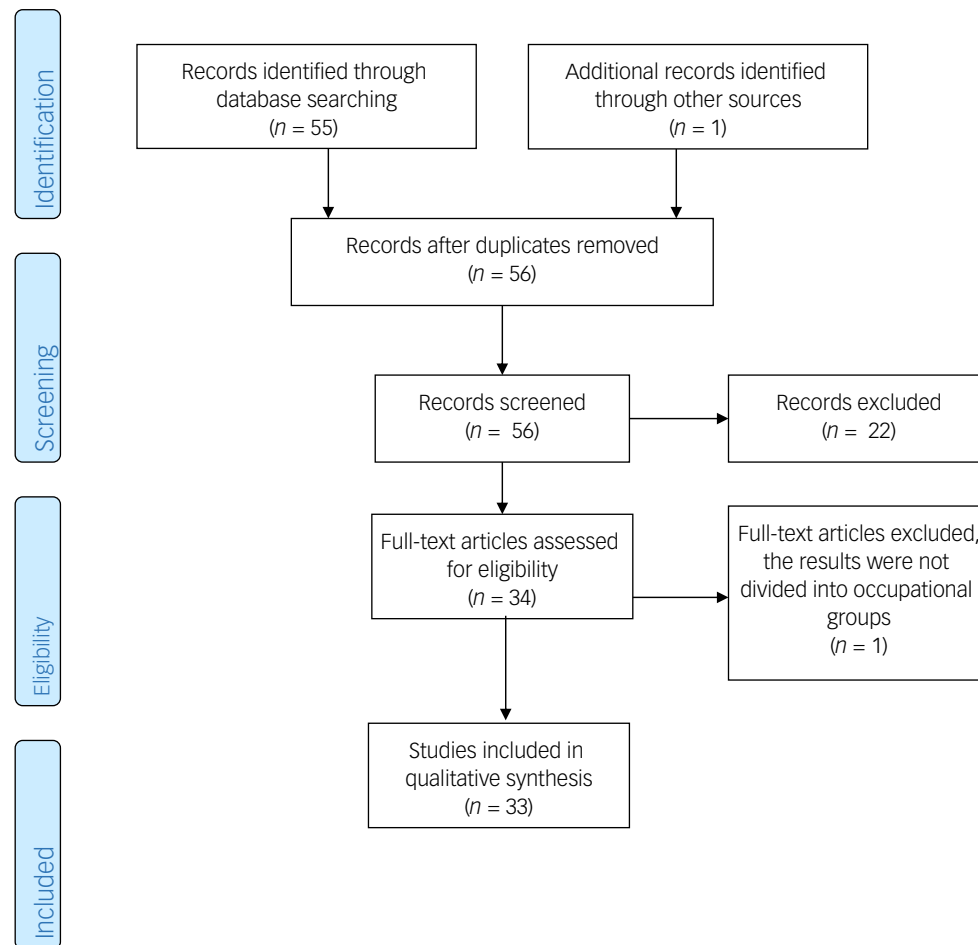 Identification
Records identified through
database searching
(n = 55)
Additional records identified
through other sources
(n = 1)
Records after duplicates removed
(n = 56)
Screening
Records screened
(n = 56)
Records excluded
(n = 22)
Eligibility
Full-text articles assessed
for eligibility
(n = 34)
Full-text articles excluded,
the results were not
divided into occupational
groups
(n = 1)
Included
Studies included in
qualitative synthesis
(n = 33)